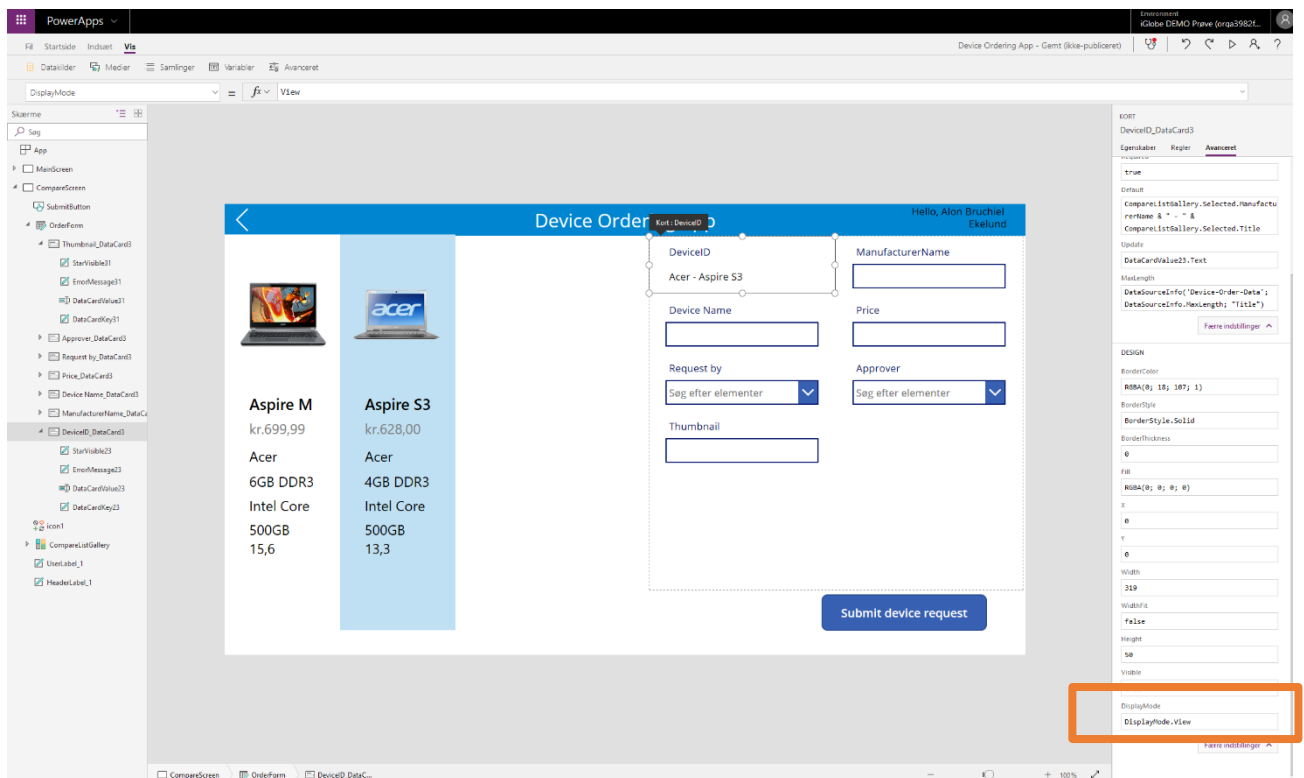 PowerApps
Environment
iGlobe DEMO Prøve (orga3982f...
Fil Startside Indsæt Vis
Device Ordering App - Gemt (ikke-publiceret)
Datakilder Medier Samlinger Variabler Avanceret
DisplayMode = fx View
Skærme
Søg
App
MainScreen
CompareScreen
SubmitButton
OrderForm
Thumbnail_DataCard3
StarVisible31
ErrorMessage31
DataCardValue31
DataCardKey31
Approver_DataCard3
Request by_DataCard3
Price_DataCard3
Device Name_DataCard3
ManufacturerName_DataCa
DeviceID_DataCard3
StarVisible23
ErrorMessage23
DataCardValue23
DataCardKey23
icon1
CompareListGallery
UserLabel_1
HeaderLabel_1
Device Order
Kort : DeviceID
Hello, Alon Bruchiel
Ekelund
DeviceID
Acer - Aspire S3
ManufacturerName
Device Name
Price
Request by
Søg efter elementer
Approver
Søg efter elementer
Thumbnail
acer
Aspire M
kr.699,99
Acer
6GB DDR3
Intel Core
500GB
15,6
Aspire S3
kr.628,00
Acer
4GB DDR3
Intel Core
500GB
13,3
Submit device request
KORT
DeviceID_DataCard3
Egenskaber Regler Avanceret
true
Default
CompareListGallery.Selected.Manufactu
rerName & " - " &
CompareListGallery.Selected.Title
Update
DataCardValue23.Text
MaxLength
DataSourceInfo('Device-Order-Data';
DataSourceInfo.MaxLength; "Title")
Færre indstillinger
DESIGN
BorderColor
RGBA(0; 18; 107; 1)
BorderStyle
BorderStyle.Solid
BorderThickness
0
Fill
RGBA(0; 0; 0; 0)
X
0
Y
0
Width
319
WidthFit
false
Height
50
Visible
DisplayMode
DisplayMode.View
Færre indstillinger
CompareScreen OrderForm DeviceID_DataC...
− + 100%